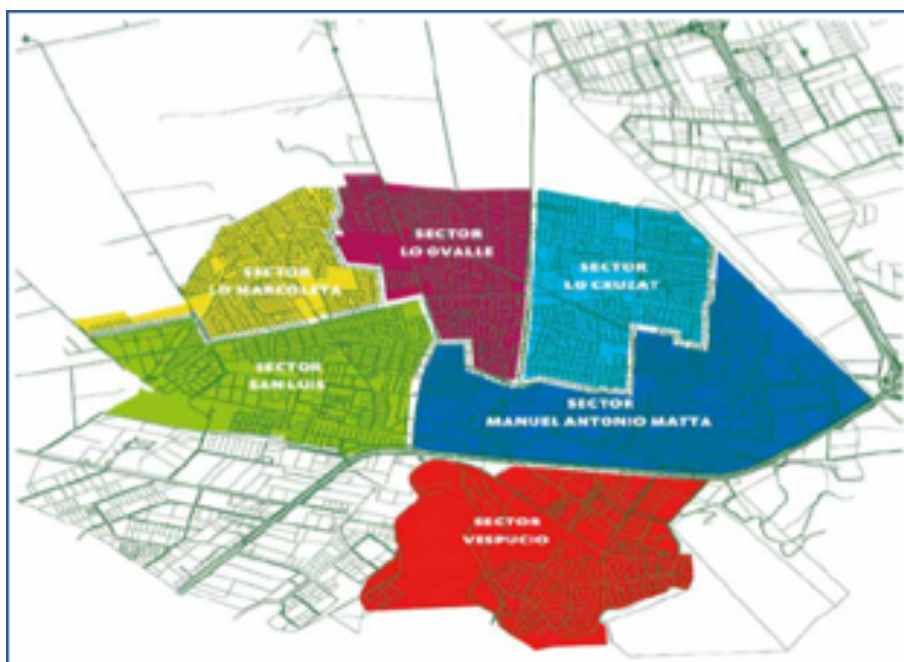 SECTOR
LO OVALLE
SECTOR
LO MARCOLETA
SECTOR
LO CRUZAT
SECTOR
SAN LUIS
SECTOR
MANUEL ANTONIO MATTA
SECTOR
VESPUCIO